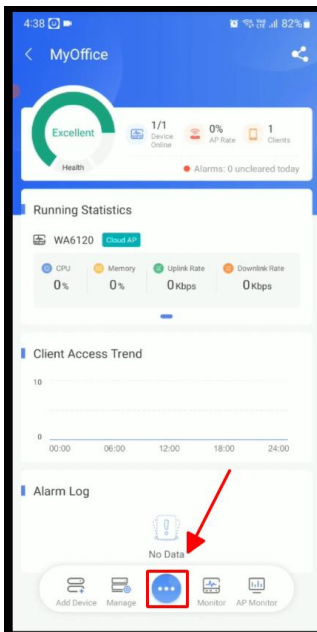 4:38 82%
MyOffice
Excellent
Health
1/1
Device
Online
0%
AP Rate
1
Clients
Alarms: 0 uncleared today
Running Statistics
WA6120 Cloud AP
CPU Memory Uplink Rate Downlink Rate
0% 0% 0Kbps 0Kbps
Client Access Trend
10
0
00:00 06:00 12:00 18:00 24:00
Alarm Log
No Data
Add Device Manage Monitor AP Monitor